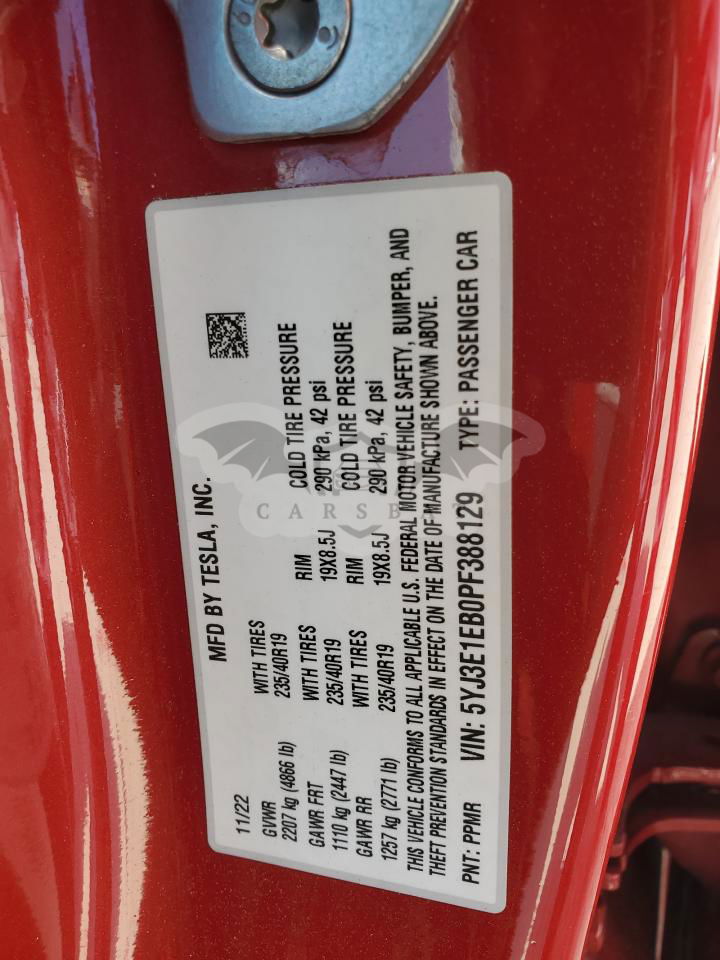 MFD BY TESLA, INC.
11/22
GVWR WITH TIRES RIM COLD TIRE PRESSURE
2207 kg (4866 lb) 235/40R19 19X8.5J 290 kPa, 42 psi
GAWR FRT WITH TIRES RIM COLD TIRE PRESSURE
1110 kg (2447 lb) 235/40R19 19X8.5J 290 kPa, 42 psi
GAWR RR WITH TIRES
1257 kg (2771 lb) 235/40R19
THIS VEHICLE CONFORMS TO ALL APPLICABLE U.S. FEDERAL MOTOR VEHICLE SAFETY, BUMPER, AND
THEFT PREVENTION STANDARDS IN EFFECT ON THE DATE OF MANUFACTURE SHOWN ABOVE.
PNT: PPMR VIN: 5YJ3E1EB0PF388129 TYPE: PASSENGER CAR